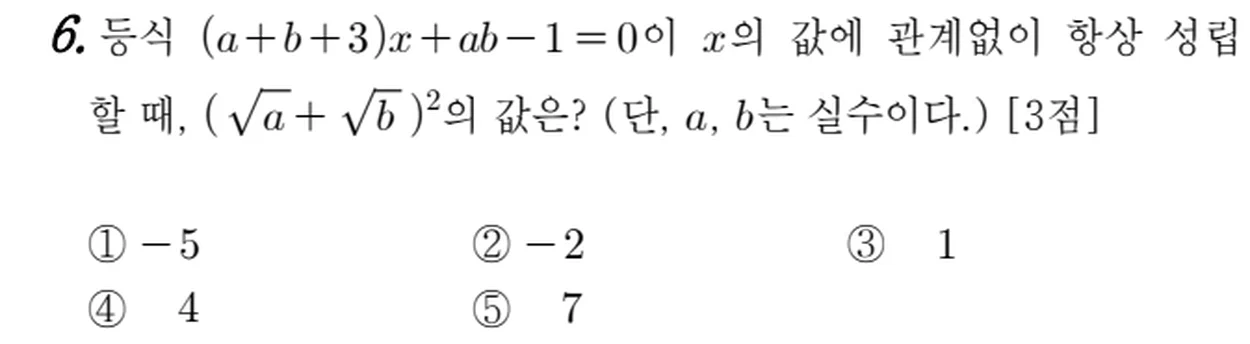 6. 등식 (a+b+3)x+ab-1=0이 x의 값에 관계없이 항상 성립
할 때, (√a+√b)²의 값은? (단, a, b는 실수이다.) [3점]
① -5 ② -2 ③ 1
④ 4 ⑤ 7